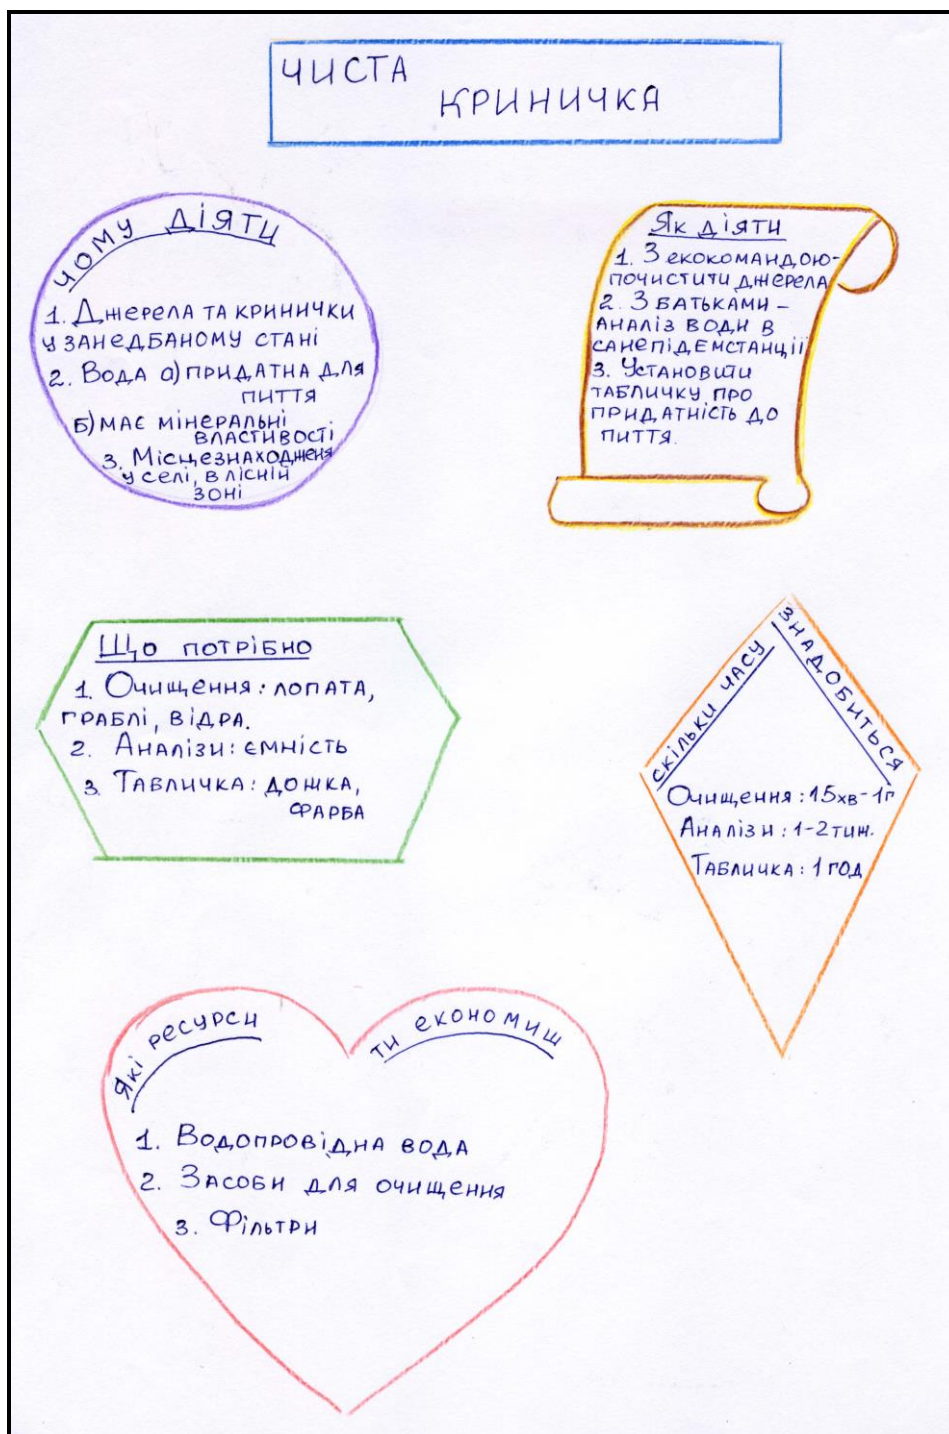 ЧИСТА
КРИНИЧКА
ЧОМУ ДІЯТИ
1. ДЖЕРЕЛА ТА КРИНИЧКИ
У ЗАНЕДБАНОМУ СТАНІ
2. ВОДА а) ПРИДАТНА ДЛЯ
ПИТТЯ
Б) МАЄ МІНЕРАЛЬНІ
ВЛАСТИВОСТІ
3. МІСЦЕЗНАХОДЖЕНЯ
У СЕЛІ, В ЛІСНІЙ
ЗОНІ
ЯК ДІЯТИ
1. З ЕКОКОМАНДОЮ-
ПОЧИСТИТИ ДЖЕРЕЛА
2. З БАТЬКАМИ –
АНАЛІЗ ВОДИ В
САНЕПІДЕМСТАНЦІЇ
3. УСТАНОВИТИ
ТАБЛИЧКУ ПРО
ПРИДАТНІСТЬ ДО
ПИТТЯ.
ЩО ПОТРІБНО
1. ОЧИЩЕННЯ: ЛОПАТА,
ГРАБЛІ, ВІДРА.
2. АНАЛІЗИ: ЄМНІСТЬ
3. ТАБЛИЧКА: ДОШКА,
ФАРБА
СКІЛЬКИ ЧАСУ
ЗНАДОБИТЬСЯ
ОЧИЩЕННЯ: 15хв-1г
АНАЛІЗИ: 1-2 ТИЖ.
ТАБЛИЧКА: 1 ГОД
ЯКІ РЕСУРСИ
ТИ ЕКОНОМИШ
1. ВОДОПРОВІДНА ВОДА
2. ЗАСОБИ ДЛЯ ОЧИЩЕННЯ
3. ФІЛЬТРИ